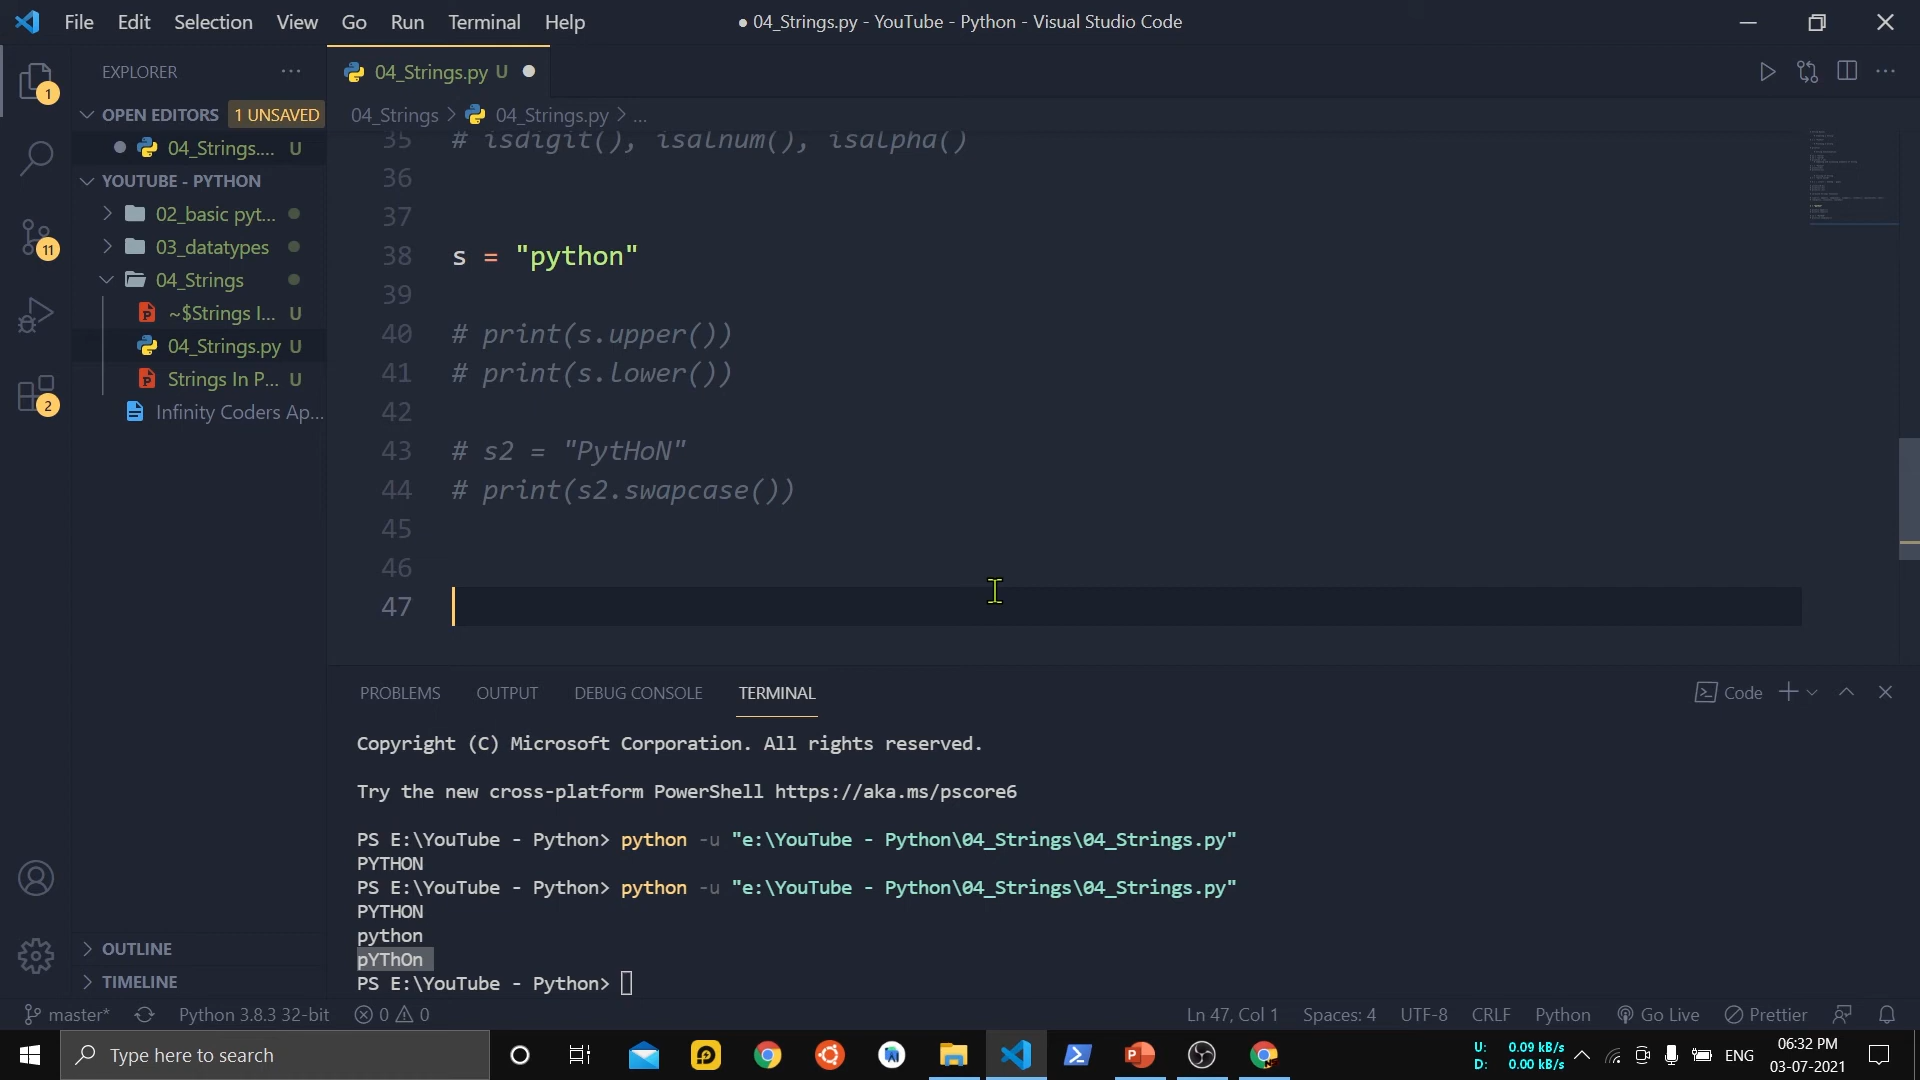 File Edit Selection View Go Run Terminal Help
● 04_Strings.py - YouTube - Python - Visual Studio Code
EXPLORER
OPEN EDITORS 1 UNSAVED
04_Strings.... U
YOUTUBE - PYTHON
02_basic pyt...
03_datatypes
04_Strings
~$Strings I... U
04_Strings.py U
Strings In P... U
Infinity Coders Ap...
OUTLINE
TIMELINE
1
11
2
04_Strings.py U
04_Strings > 04_Strings.py > ...
35 # isdigit(), isalnum(), isalpha()
36
37
38 s = "python"
39
40 # print(s.upper())
41 # print(s.lower())
42
43 # s2 = "PytHoN"
44 # print(s2.swapcase())
45
46
47
PROBLEMS OUTPUT DEBUG CONSOLE TERMINAL
Code
Copyright (C) Microsoft Corporation. All rights reserved.
Try the new cross-platform PowerShell https://aka.ms/pscore6
PS E:\YouTube - Python> python -u "e:\YouTube - Python\04_Strings\04_Strings.py"
PYTHON
PS E:\YouTube - Python> python -u "e:\YouTube - Python\04_Strings\04_Strings.py"
PYTHON
python
pYThOn
PS E:\YouTube - Python>
master* Python 3.8.3 32-bit 0 0
Ln 47, Col 1 Spaces: 4 UTF-8 CRLF Python Go Live Prettier
Type here to search
U: 0.09 kB/s
D: 0.00 kB/s
ENG
06:32 PM
03-07-2021